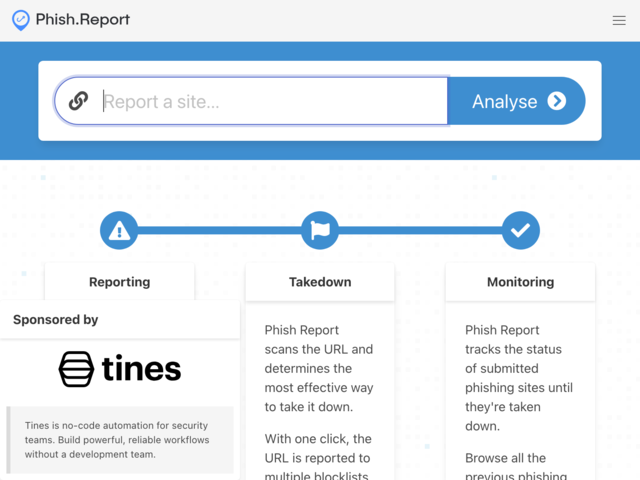 Phish.Report
Report a site...
Analyse
Reporting
Takedown
Monitoring
Sponsored by
tines
Tines is no-code automation for security
teams. Build powerful, reliable workflows
without a development team.
Phish Report
scans the URL and
determines the
most effective way
to take it down.
With one click, the
URL is reported to
multiple blocklists
Phish Report
tracks the status
of submitted
phishing sites until
they're taken
down.
Browse all the
previous phishing